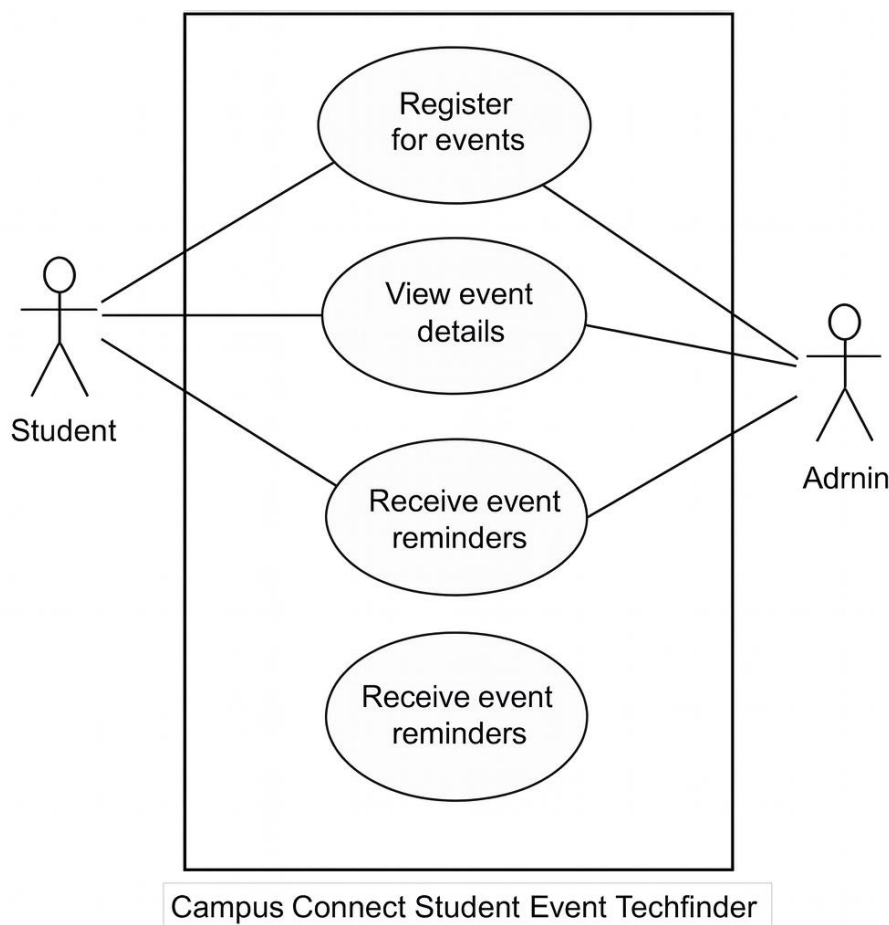 Register
for events
View event
details
Student
Receive event
reminders
Adrnin
Receive event
reminders
Campus Connect Student Event Techfinder